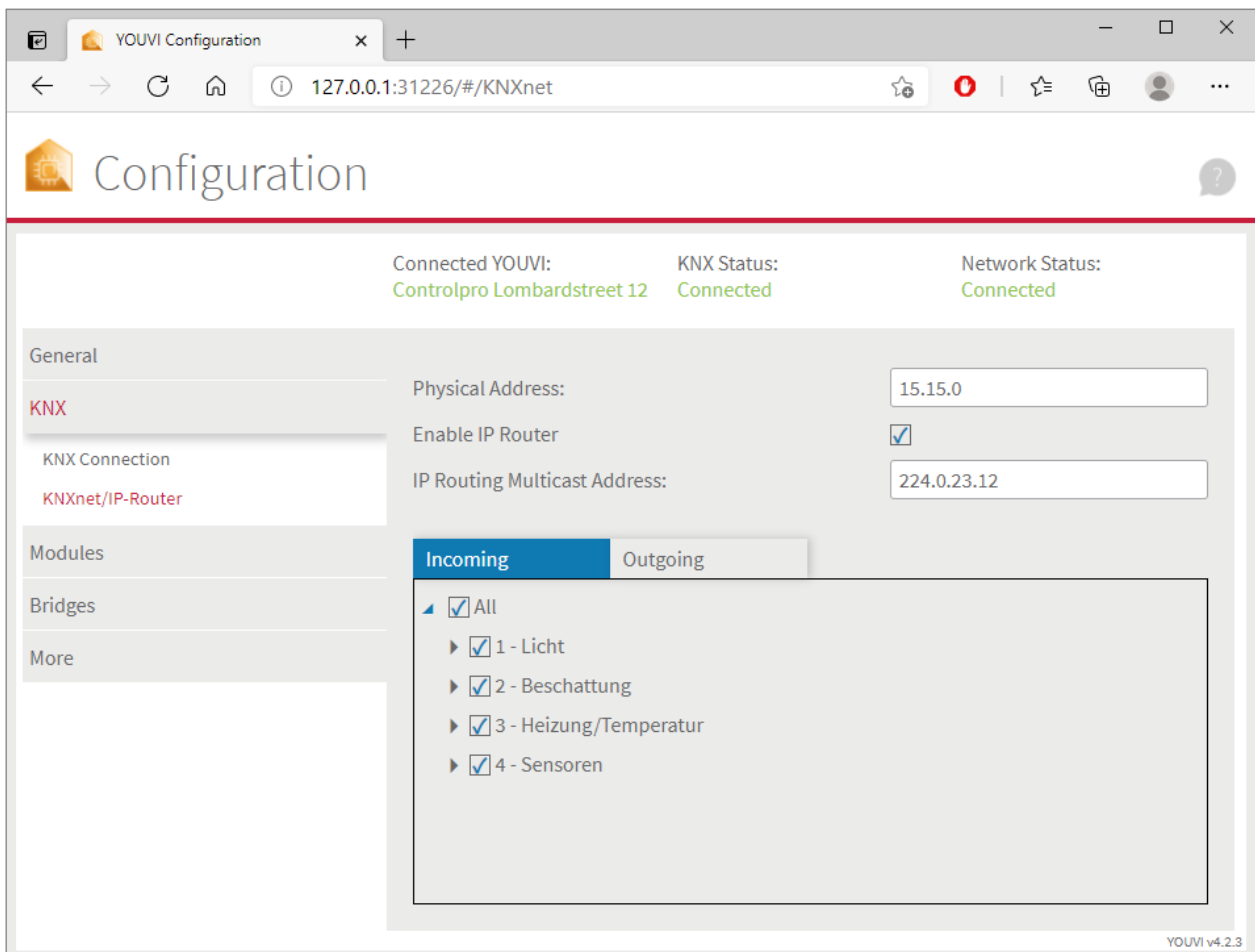 YOUVI Configuration
127.0.0.1:31226/#/KNXnet
Configuration
?
Connected YOUVI: KNX Status: Network Status:
Controlpro Lombardstreet 12 Connected Connected
General
KNX
KNX Connection
KNXnet/IP-Router
Modules
Bridges
More
Physical Address: 15.15.0
Enable IP Router
IP Routing Multicast Address: 224.0.23.12
Incoming Outgoing
All
1 - Licht
2 - Beschattung
3 - Heizung/Temperatur
4 - Sensoren
YOUVI v4.2.3